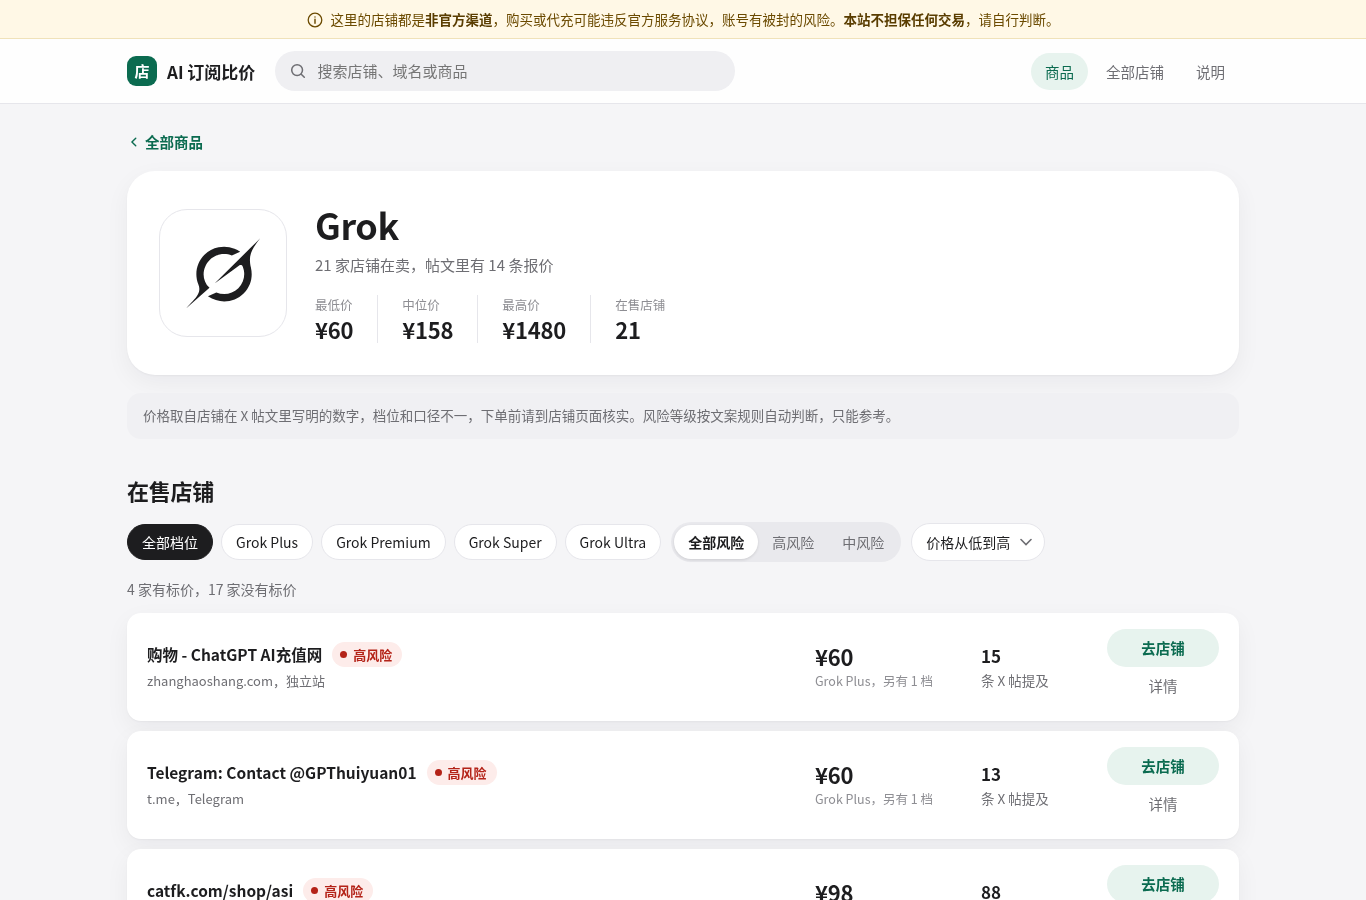 这里的店铺都是非官方渠道，购买或代充可能违反官方服务协议，账号有被封的风险。本站不担保任何交易，请自行判断。
店 AI 订阅比价
搜索店铺、域名或商品
商品 全部店铺 说明
全部商品
Grok
21 家店铺在卖，帖文里有 14 条报价
最低价 中位价 最高价 在售店铺
¥60 ¥158 ¥1480 21
价格取自店铺在 X 帖文里写明的数字，档位和口径不一，下单前请到店铺页面核实。风险等级按文案规则自动判断，只能参考。
在售店铺
全部档位 Grok Plus Grok Premium Grok Super Grok Ultra 全部风险 高风险 中风险 价格从低到高
4 家有标价，17 家没有标价
购物 - ChatGPT AI充值网 高风险
zhanghaoshang.com，独立站
¥60
Grok Plus，另有 1 档
15
条 X 帖提及
去店铺
详情
Telegram: Contact @GPThuiyuan01 高风险
t.me，Telegram
¥60
Grok Plus，另有 1 档
13
条 X 帖提及
去店铺
详情
catfk.com/shop/asi 高风险
¥98
88
去店铺